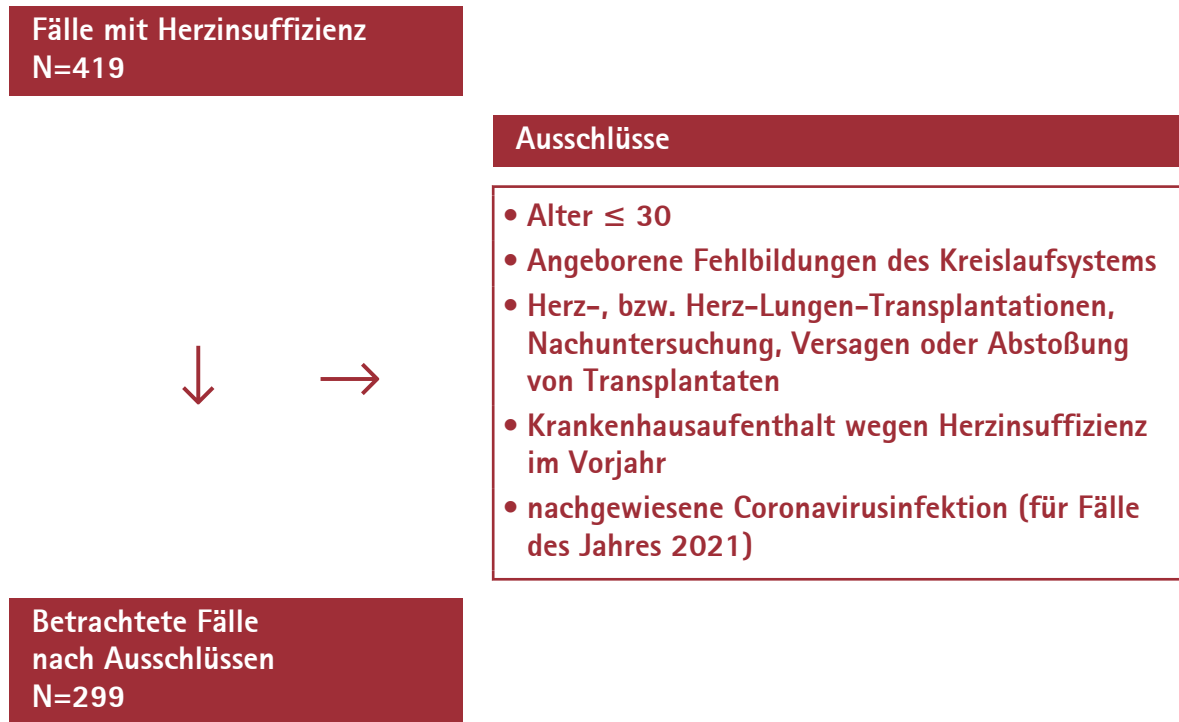 Fälle mit Herzinsuffizienz
N=419
Ausschlüsse
• Alter ≤ 30
• Angeborene Fehlbildungen des Kreislaufsystems
• Herz-, bzw. Herz-Lungen-Transplantationen,
Nachuntersuchung, Versagen oder Abstoßung
von Transplantaten
• Krankenhausaufenthalt wegen Herzinsuffizienz
im Vorjahr
• nachgewiesene Coronavirusinfektion (für Fälle
des Jahres 2021)
Betrachtete Fälle
nach Ausschlüssen
N=299